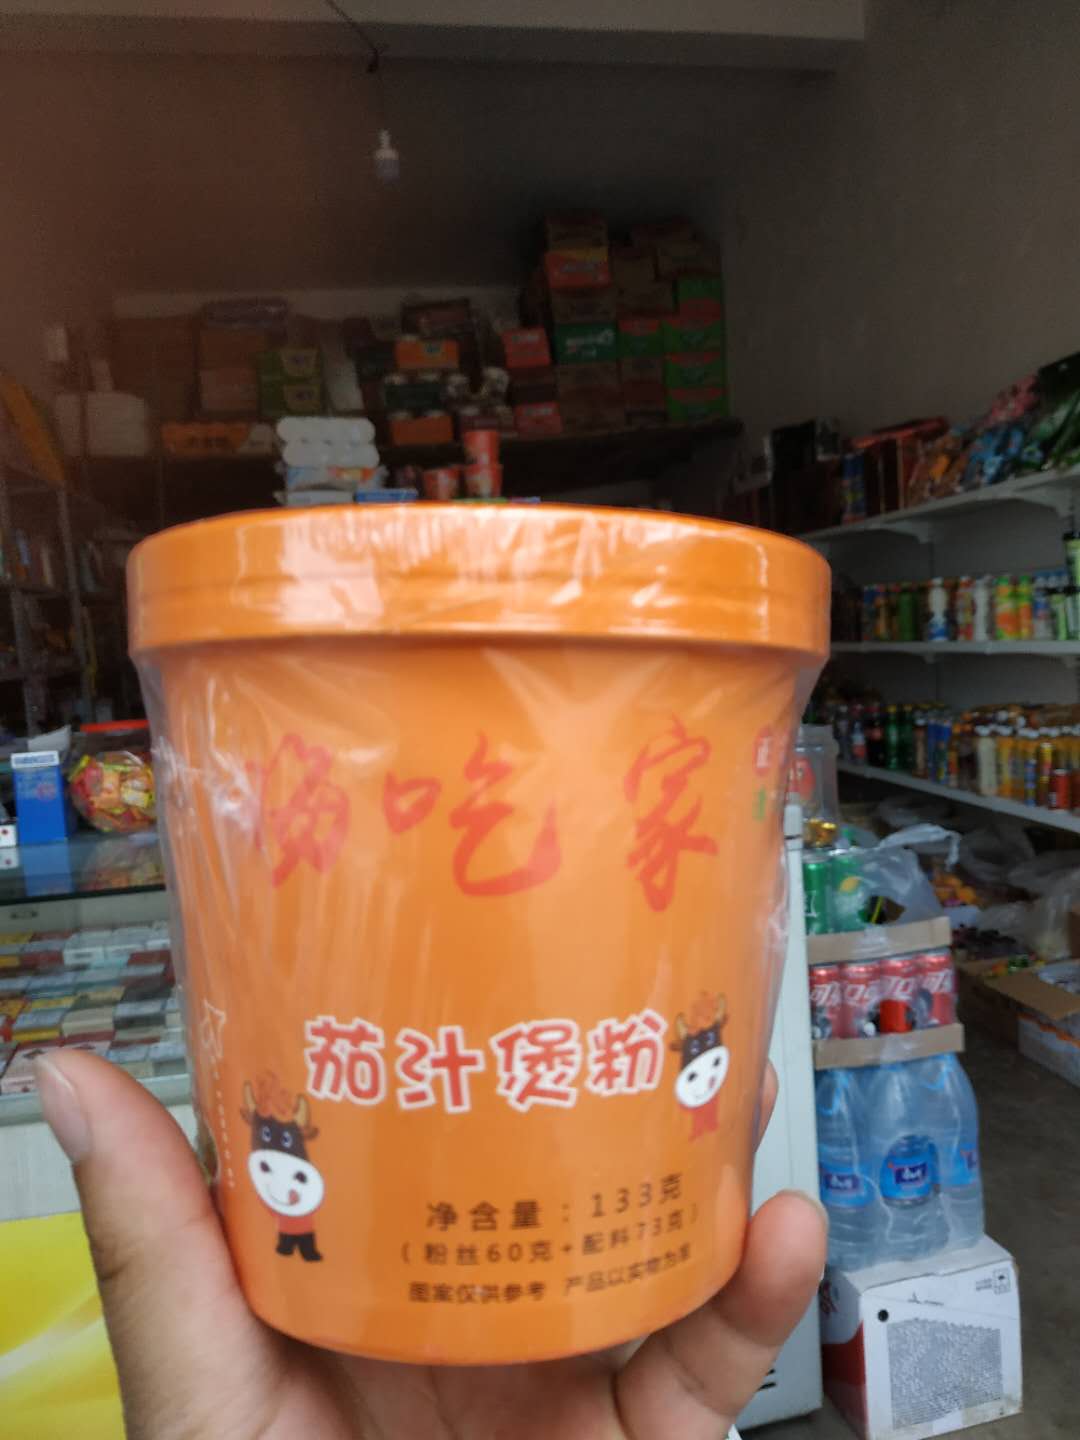 嗨吃家
茄汁煲粉
净含量：133克
（粉丝60克+配料73克）
图案仅供参考 产品以实物为准